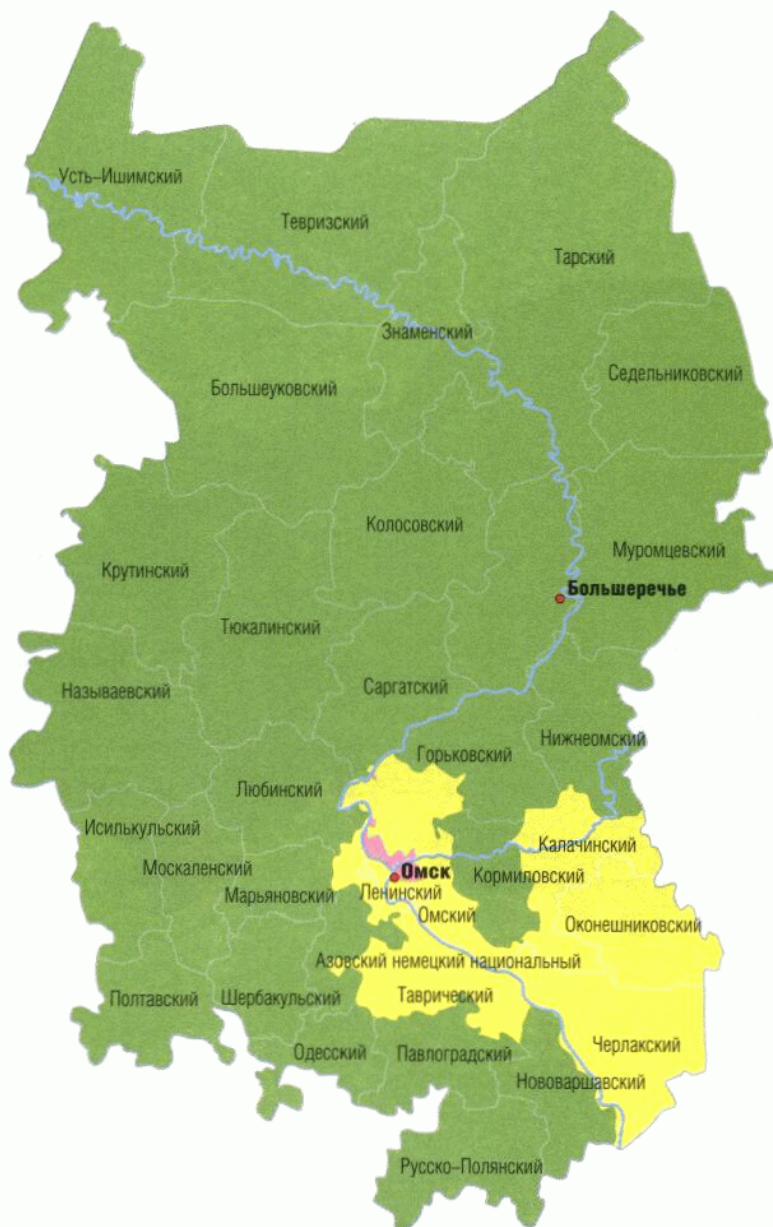 Усть–Ишимский
Тевризский
Тарский
Знаменский
Седельниковский
Большеуковский
Колосовский
Муромцевский
Крутинский
Большеречье
Тюкалинский
Саргатский
Называевский
Нижнеомский
Горьковский
Любинский
Исилькульский
Калачинский
Москаленский
Омск
Кормиловский
Марьяновский
Ленинский
Омский
Оконешниковский
Азовский немецкий национальный
Полтавский
Шербакульский
Таврический
Черлакский
Одесский
Павлоградский
Нововаршавский
Русско–Полянский